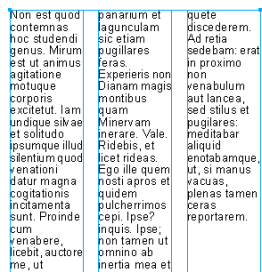 Non est quod
contemnas
hoc studendi
genus. Mirum
est ut animus
agitatione
motuque
corporis
excitetut. Iam
undique silvae
et solitudo
ipsumque illud
silentium quod
venationi
datur magna
cogitationis
incitamenta
sunt. Proinde
cum
venabere,
licebit, auctore
me, ut
panarium et
lagunculam
sic etiam
pugillares
feras.
Experieris non
Dianam magis
montibus
quam
Minervam
inerare. Vale.
Ridebis, et
licet rideas.
Ego ille quem
nosti apros et
quidem
pulcherrimos
cepi. Ipse?
inquis. Ipse;
non tamen ut
omnino ab
inertia mea et
quete
discederem.
Ad retia
sedebam: erat
in proximo
non
venabulum
aut lancea,
sed stilus et
pugilares:
meditabar
aliquid
enotabamque,
ut, si manus
vacuas,
plenas tamen
ceras
reportarem.